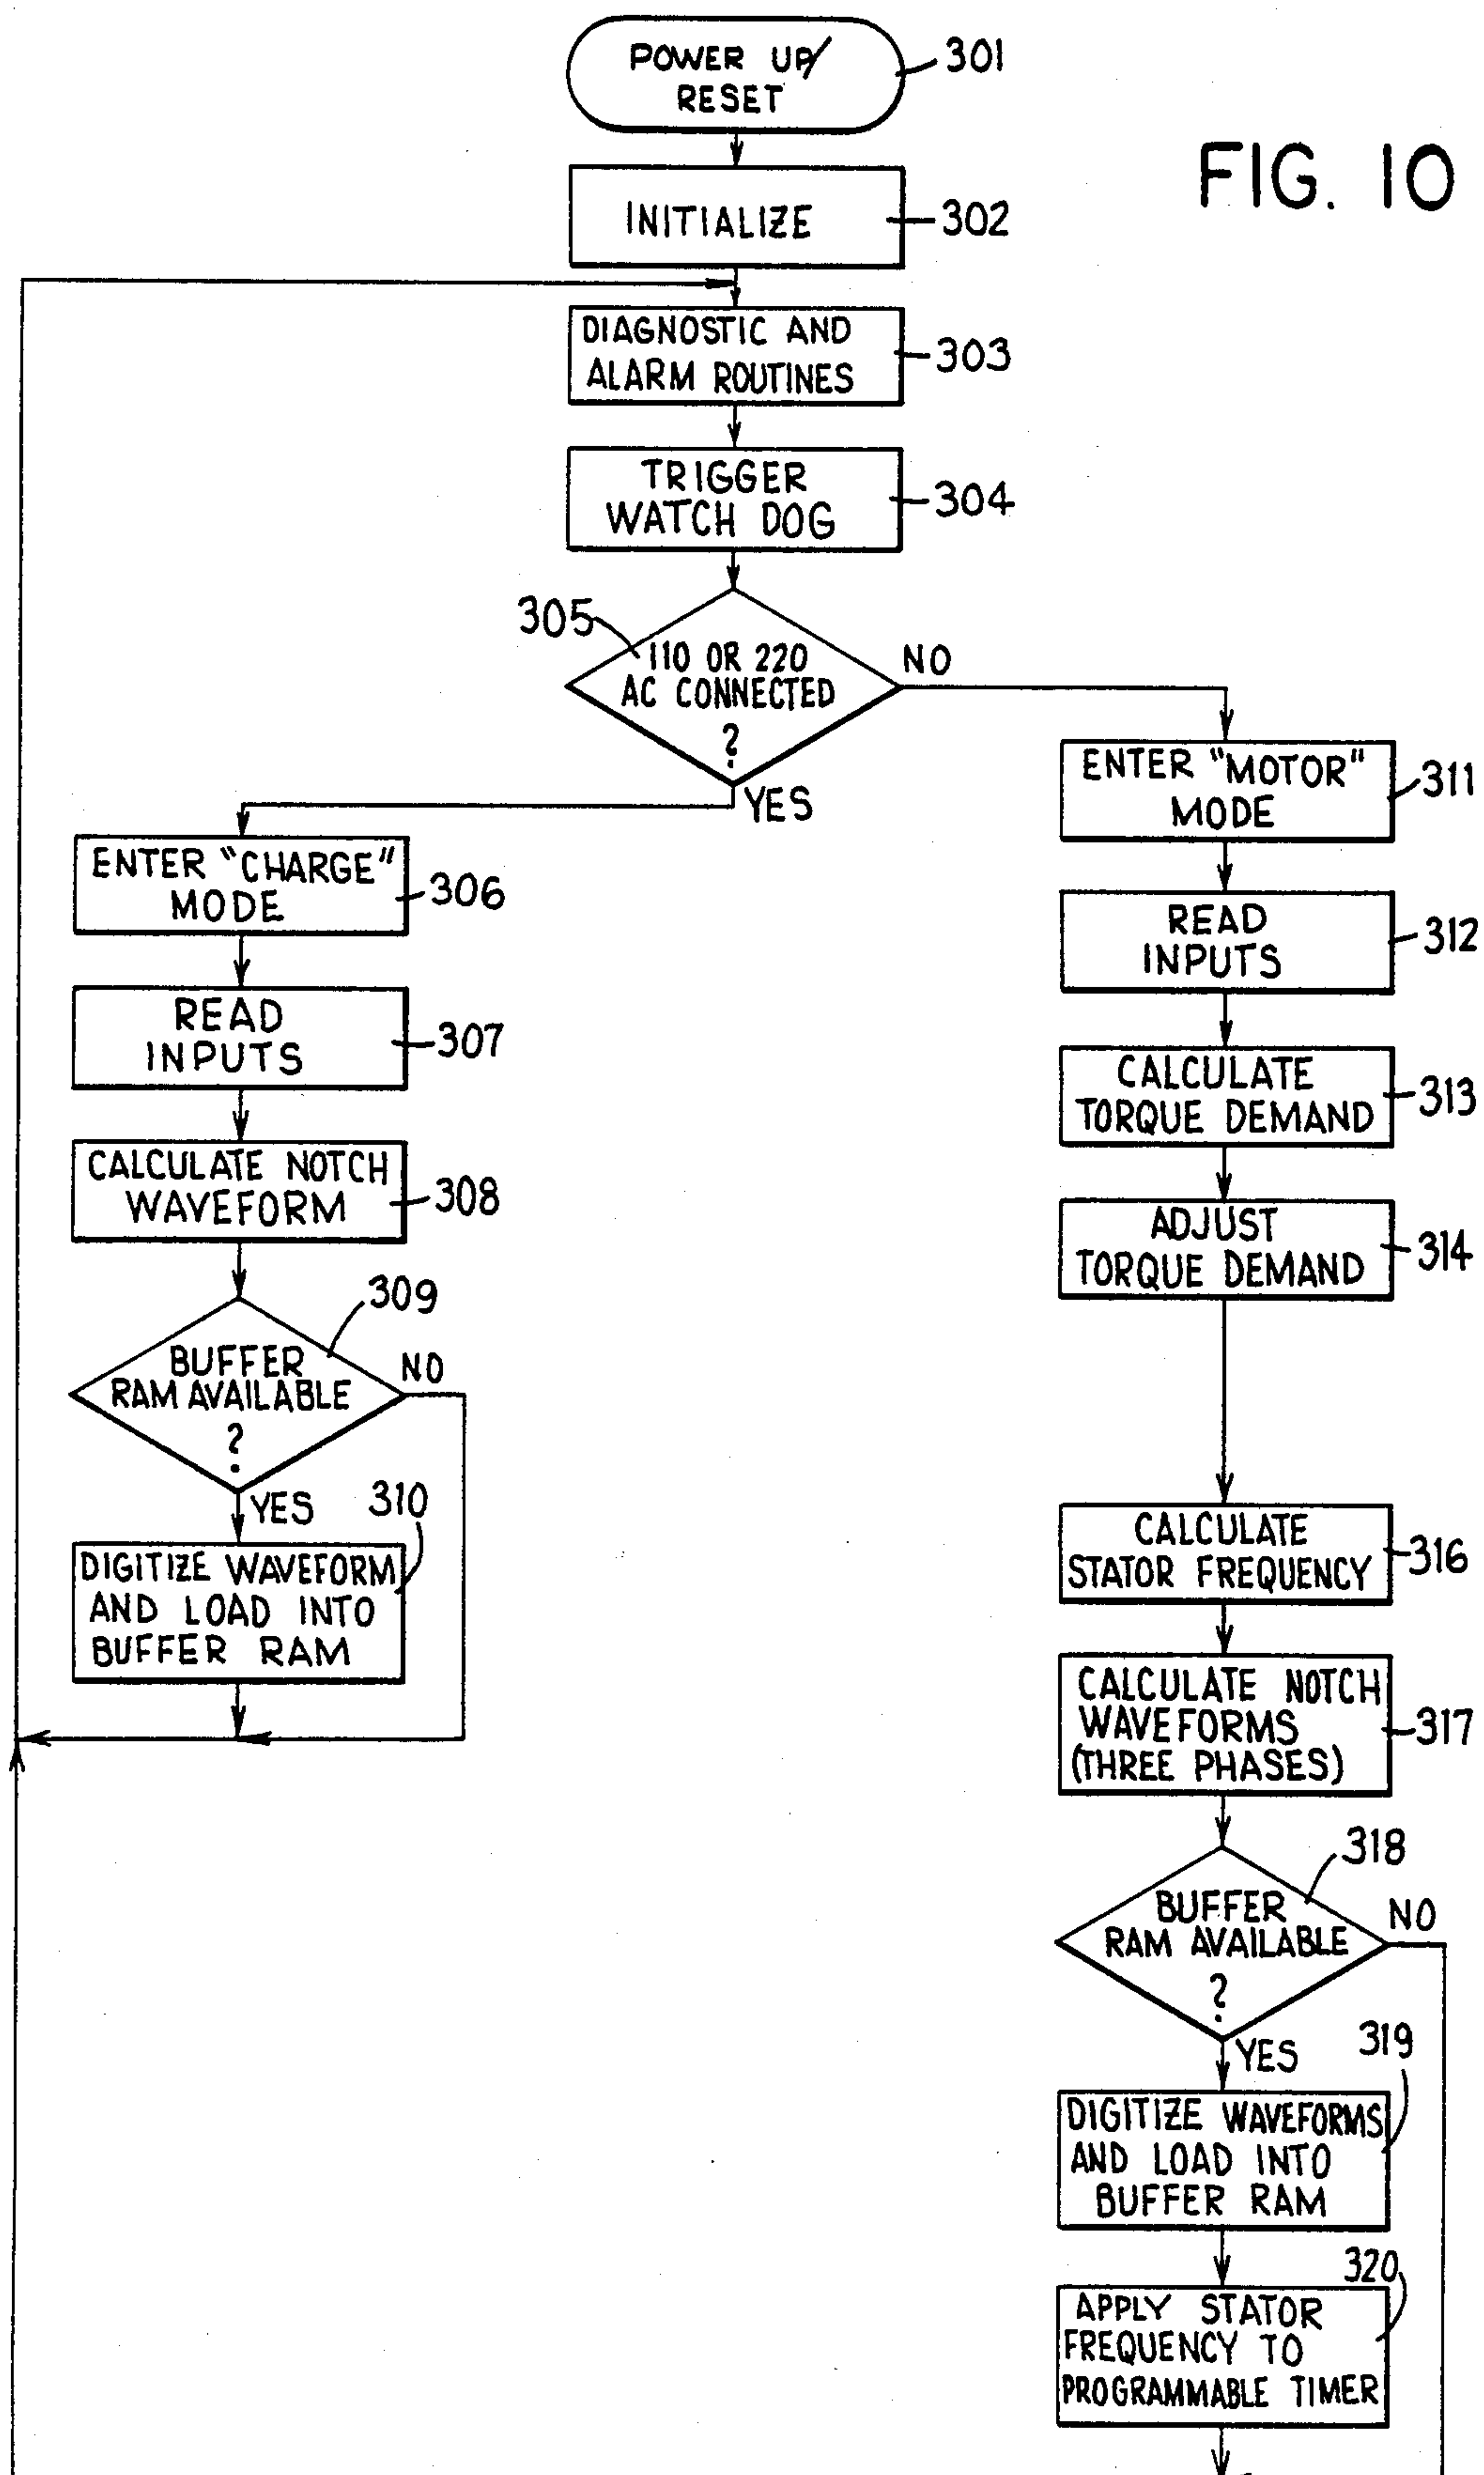 POWER UP/
RESET
301
FIG. 10
INITIALIZE
302
DIAGNOSTIC AND
ALARM ROUTINES
303
TRIGGER
WATCH DOG
304
305
110 OR 220
AC CONNECTED
?
NO
YES
ENTER "CHARGE"
MODE
306
READ
INPUTS
307
CALCULATE NOTCH
WAVEFORM
308
309
BUFFER
RAM AVAILABLE
?
NO
YES
310
DIGITIZE WAVEFORM
AND LOAD INTO
BUFFER RAM
ENTER "MOTOR"
MODE
311
READ
INPUTS
312
CALCULATE
TORQUE DEMAND
313
ADJUST
TORQUE DEMAND
314
CALCULATE
STATOR FREQUENCY
316
CALCULATE NOTCH
WAVEFORMS
(THREE PHASES)
317
318
BUFFER
RAM AVAILABLE
?
NO
YES
319
DIGITIZE WAVEFORMS
AND LOAD INTO
BUFFER RAM
320
APPLY STATOR
FREQUENCY TO
PROGRAMMABLE TIMER